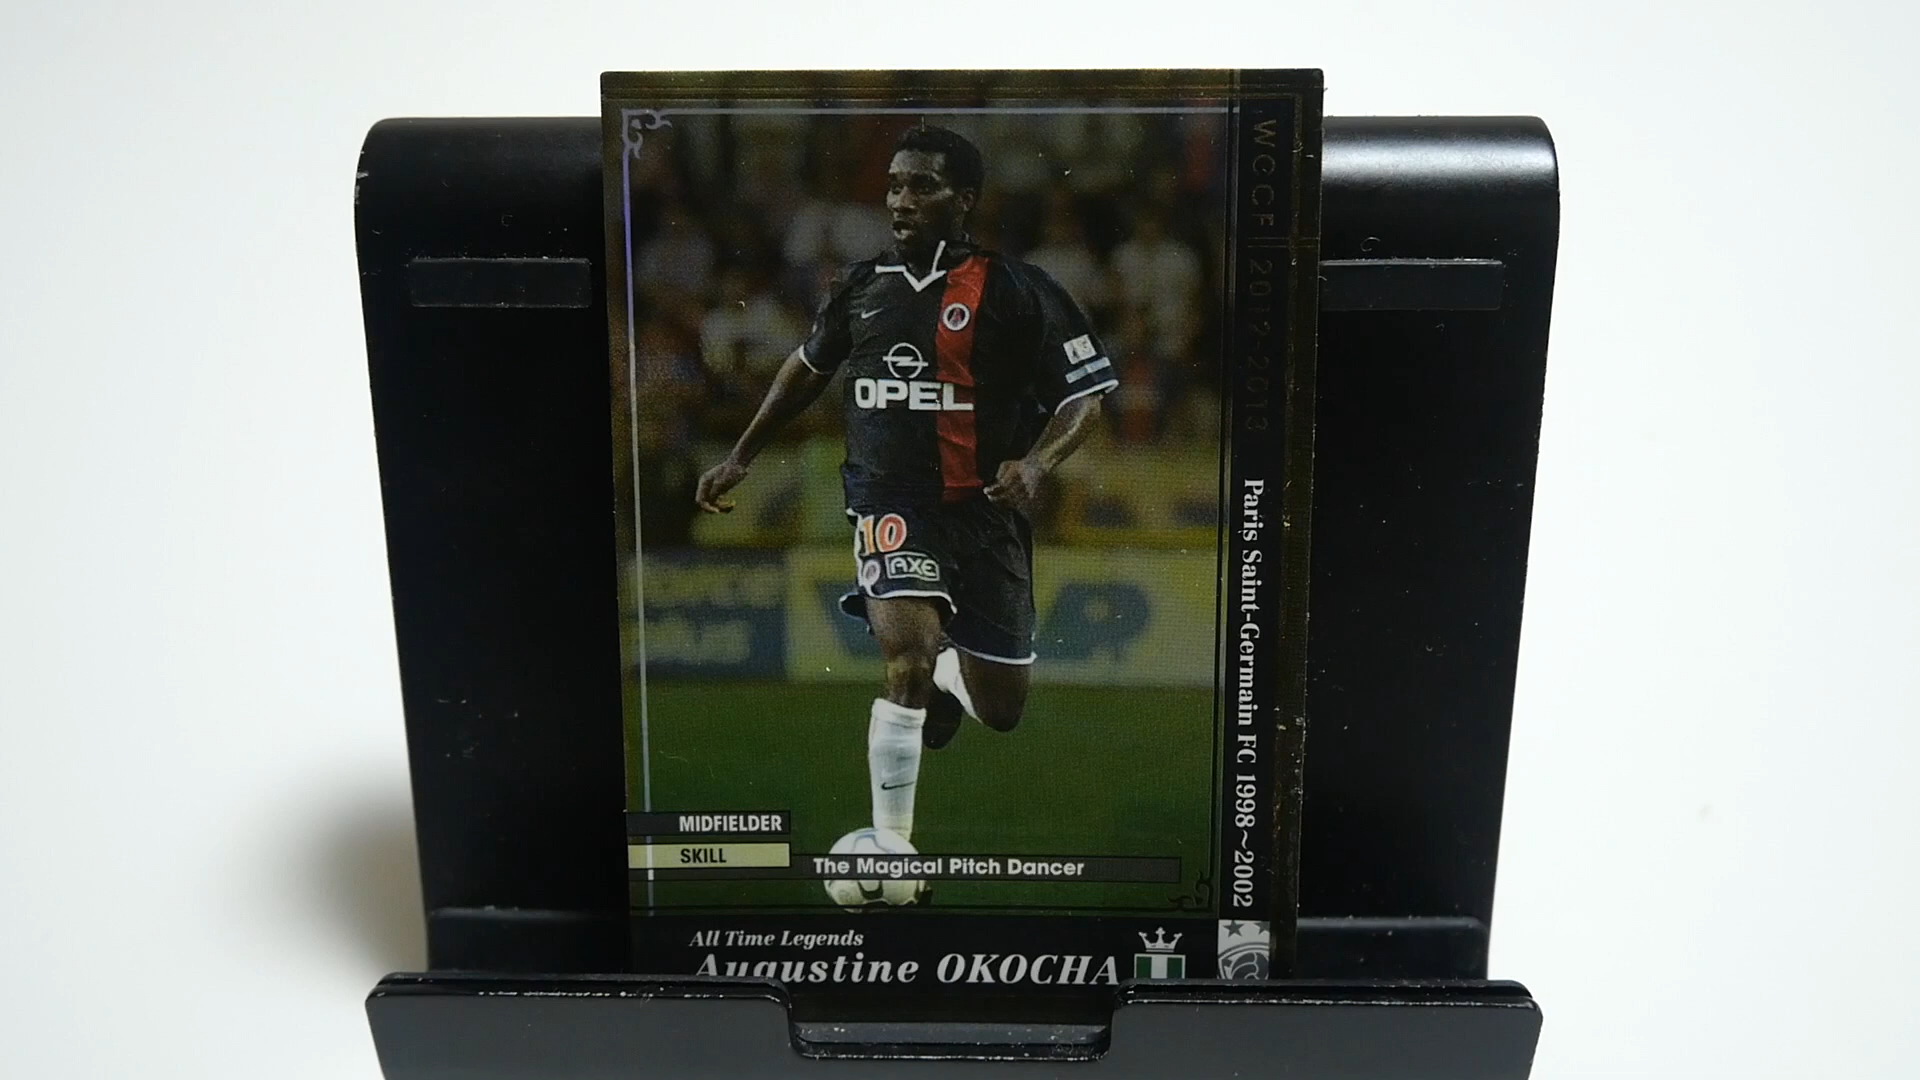 WCCF 2012-2013
Paris Saint-Germain FC 1998~2002
OPEL
10
AXE
MIDFIELDER
SKILL
The Magical Pitch Dancer
All Time Legends
Augustine OKOCHA